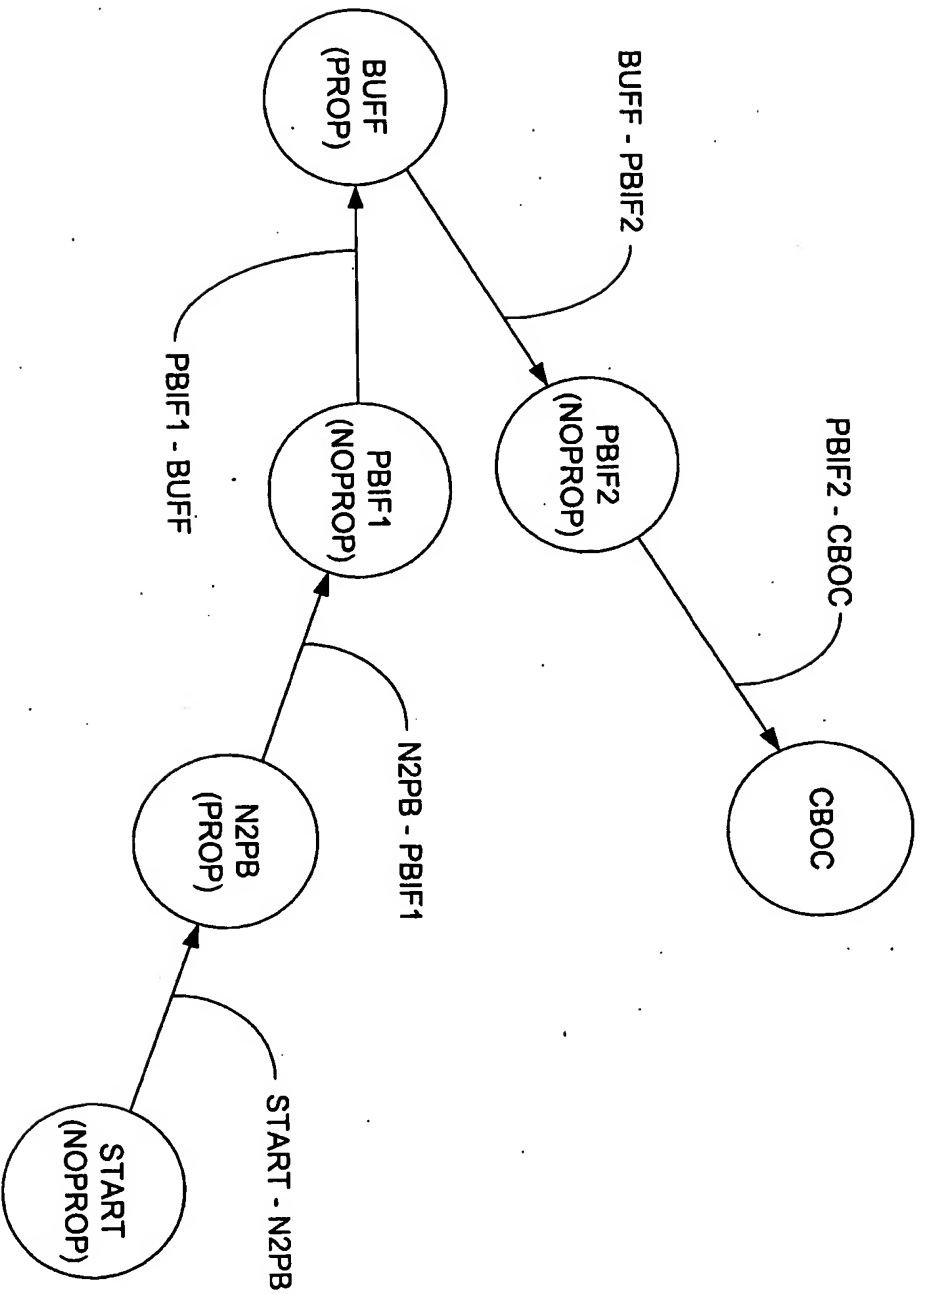 PBIF2 - CBOC
CBOC
BUFF - PBIF2
PBIF2
(NOPROP)
N2PB - PBIF1
BUFF
(PROP)
PBIF1
(NOPROP)
START - N2PB
N2PB
(PROP)
PBIF1 - BUFF
START
(NOPROP)